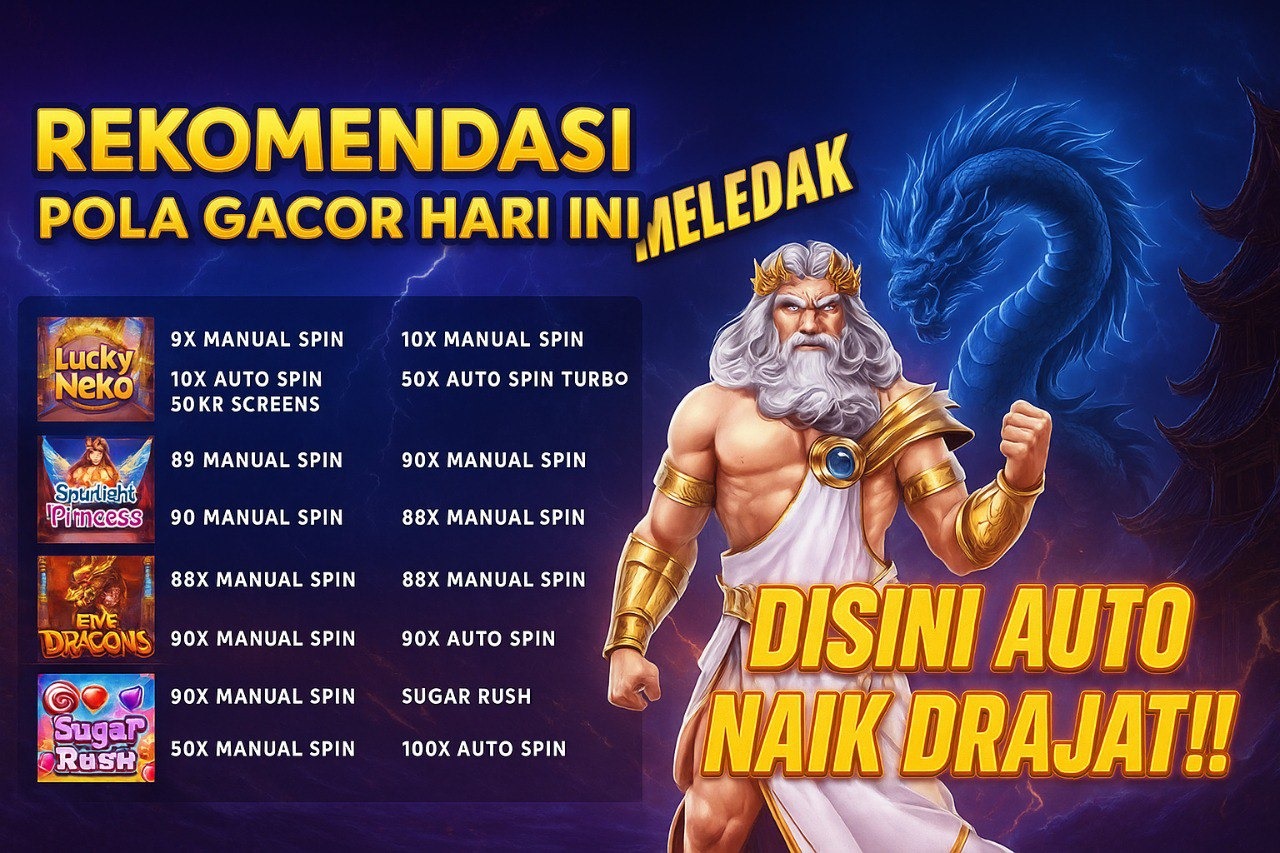 REKOMENDASI
POLA GACOR HARI INI
MELEDAK
Lucky
Neko
9X MANUAL SPIN
10X MANUAL SPIN
10X AUTO SPIN
50X AUTO SPIN TURBO
50 KR SCREENS
Spurlight
Pirncess
89 MANUAL SPIN
90X MANUAL SPIN
90 MANUAL SPIN
88X MANUAL SPIN
EIVE
DRACONS
88X MANUAL SPIN
88X MANUAL SPIN
90X MANUAL SPIN
90X AUTO SPIN
Sugar
Rush
90X MANUAL SPIN
SUGAR RUSH
50X MANUAL SPIN
100X AUTO SPIN
DISINI AUTO
NAIK DRAJAT!!